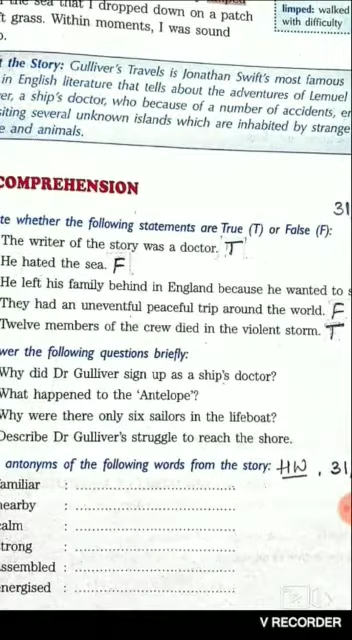 the sea that I dropped down on a patch
t grass. Within moments, I was sound
limped: walked
with difficulty
t the Story: Gulliver's Travels is Jonathan Swift's most famous
in English literature that tells about the adventures of Lemuel
er, a ship's doctor, who because of a number of accidents, en
siting several unknown islands which are inhabited by strange
e and animals.
COMPREHENSION
31
te whether the following statements are True (T) or False (F):
The writer of the story was a doctor. T
He hated the sea. F
He left his family behind in England because he wanted to s
They had an uneventful peaceful trip around the world. F
Twelve members of the crew died in the violent storm. T
wer the following questions briefly:
Why did Dr Gulliver sign up as a ship's doctor?
What happened to the 'Antelope'?
Why were there only six sailors in the lifeboat?
Describe Dr Gulliver's struggle to reach the shore.
antonyms of the following words from the story: HW, 31,
amiliar : ........................................
nearby : ........................................
calm : ........................................
trong : ........................................
ssembled : ........................................
nergised : ........................................
V RECORDER